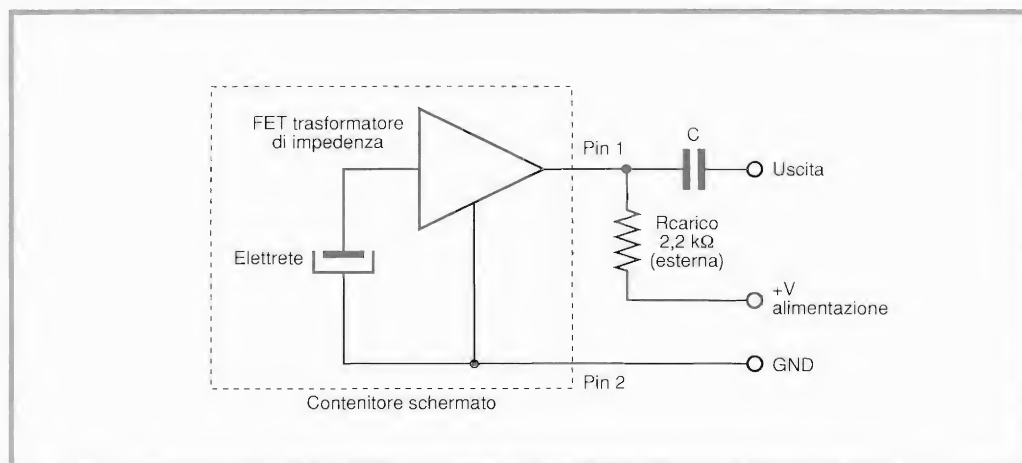 FET trasformatore
di impedenza
Pin 1
C
Uscita
Elettrete
Rcarico
2,2 kΩ
(esterna)
+V
alimentazione
GND
Pin 2
Contenitore schermato